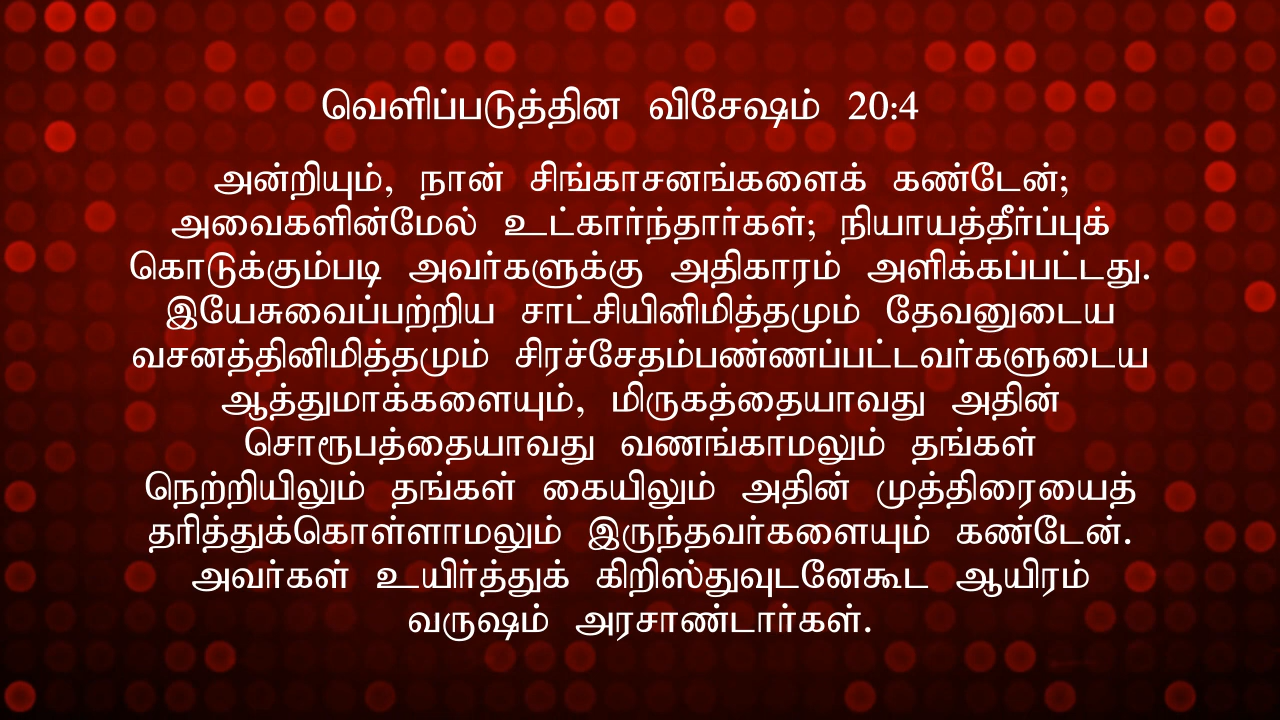 வெளிப்படுத்தின விசேஷம் 20:4
அன்றியும், நான் சிங்காசனங்களைக் கண்டேன்;
அவைகளின்மேல் உட்கார்ந்தார்கள்; நியாயத்தீர்ப்புக்
கொடுக்கும்படி அவர்களுக்கு அதிகாரம் அளிக்கப்பட்டது.
இயேசுவைப்பற்றிய சாட்சியினிமித்தமும் தேவனுடைய
வசனத்தினிமித்தமும் சிரச்சேதம்பண்ணப்பட்டவர்களுடைய
ஆத்துமாக்களையும், மிருகத்தையாவது அதின்
சொரூபத்தையாவது வணங்காமலும் தங்கள்
நெற்றியிலும் தங்கள் கையிலும் அதின் முத்திரையைத்
தரித்துக்கொள்ளாமலும் இருந்தவர்களையும் கண்டேன்.
அவர்கள் உயிர்த்துக் கிறிஸ்துவுடனேகூட ஆயிரம்
வருஷம் அரசாண்டார்கள்.